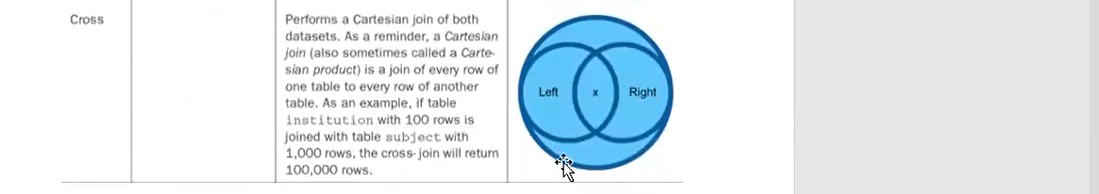 Cross
Performs a Cartesian join of both
datasets. As a reminder, a Cartesian
join (also sometimes called a Carte-
sian product) is a join of every row of
one table to every row of another
table. As an example, if table
institution with 100 rows is
joined with table subject with
1,000 rows, the cross-join will return
100,000 rows.
Left x Right